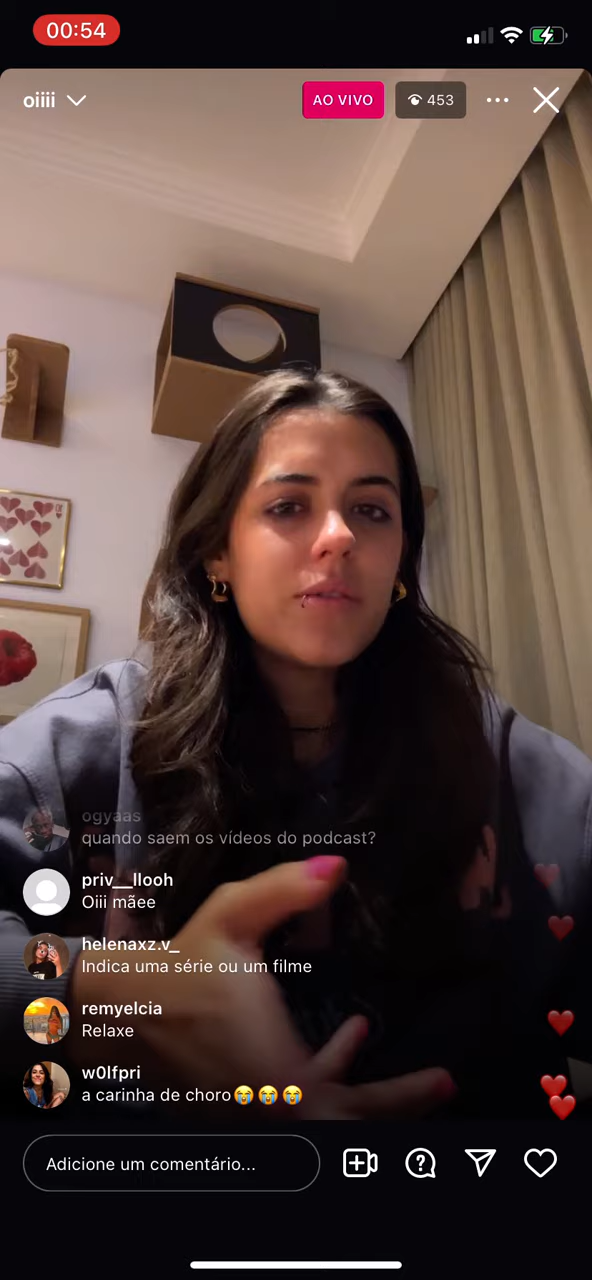 00:54
oiiii
AO VIVO
453
ogyaas
quando saem os vídeos do podcast?
priv__llooh
Oiii mãee
helenaxz.v_
Indica uma série ou um filme
remyelcia
Relaxe
w0lfpri
a carinha de choro😭😭😭
Adicione um comentário...